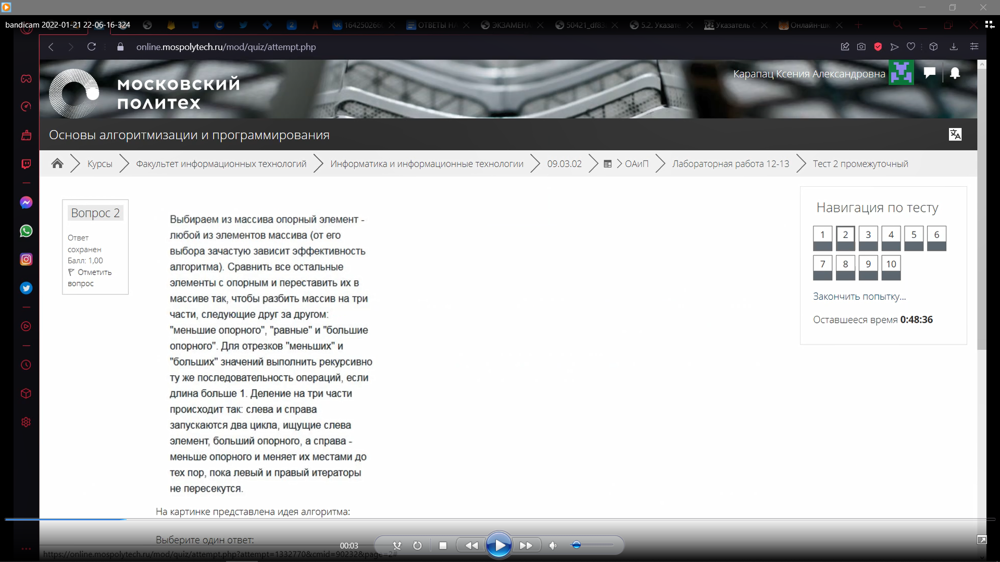 bandicam 2022-01-21 22-06-16-324
164250266
ОТВЕТЫ НА
ЭКЗАМЕНА
50421_df83
5.2. Указате
Указатель С
Онлайн-шк
online.mospolytech.ru/mod/quiz/attempt.php
московский
политех
Карапац Ксения Александровна
Основы алгоритмизации и программирования
Курсы
Факультет информационных технологий
Информатика и информационные технологии
09.03.02
ОАиП
Лабораторная работа 12-13
Тест 2 промежуточный
Вопрос 2
Ответ
сохранен
Балл: 1,00
Отметить
вопрос
Выбираем из массива опорный элемент -
любой из элементов массива (от его
выбора зачастую зависит эффективность
алгоритма). Сравнить все остальные
элементы с опорным и переставить их в
массиве так, чтобы разбить массив на три
части, следующие друг за другом:
"меньшие опорного", "равные" и "большие
опорного". Для отрезков "меньших" и
"больших" значений выполнить рекурсивно
ту же последовательность операций, если
длина больше 1. Деление на три части
происходит так: слева и справа
запускаются два цикла, ищущие слева
элемент, больший опорного, а справа -
меньше опорного и меняет их местами до
тех пор, пока левый и правый итераторы
не пересекутся.
На картинке представлена идея алгоритма:
Выберите один ответ:
Навигация по тесту
1 2 3 4 5 6
7 8 9 10
Закончить попытку...
Оставшееся время 0:48:36
00:03
https://online.mospolytech.ru/mod/quiz/attempt.php?attempt=1332770&cmid=90232&page=2#